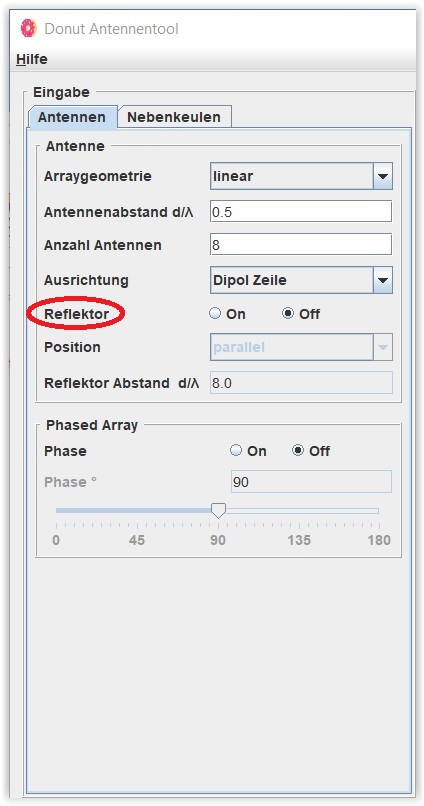 Donut Antennentool
Hilfe
Eingabe
Antennen Nebenkeulen
Antenne
Arraygeometrie linear
Antennenabstand d/λ 0.5
Anzahl Antennen 8
Ausrichtung Dipol Zeile
Reflektor On Off
Position parallel
Reflektor Abstand d/λ 8.0
Phased Array
Phase On Off
Phase ° 90
0 45 90 135 180